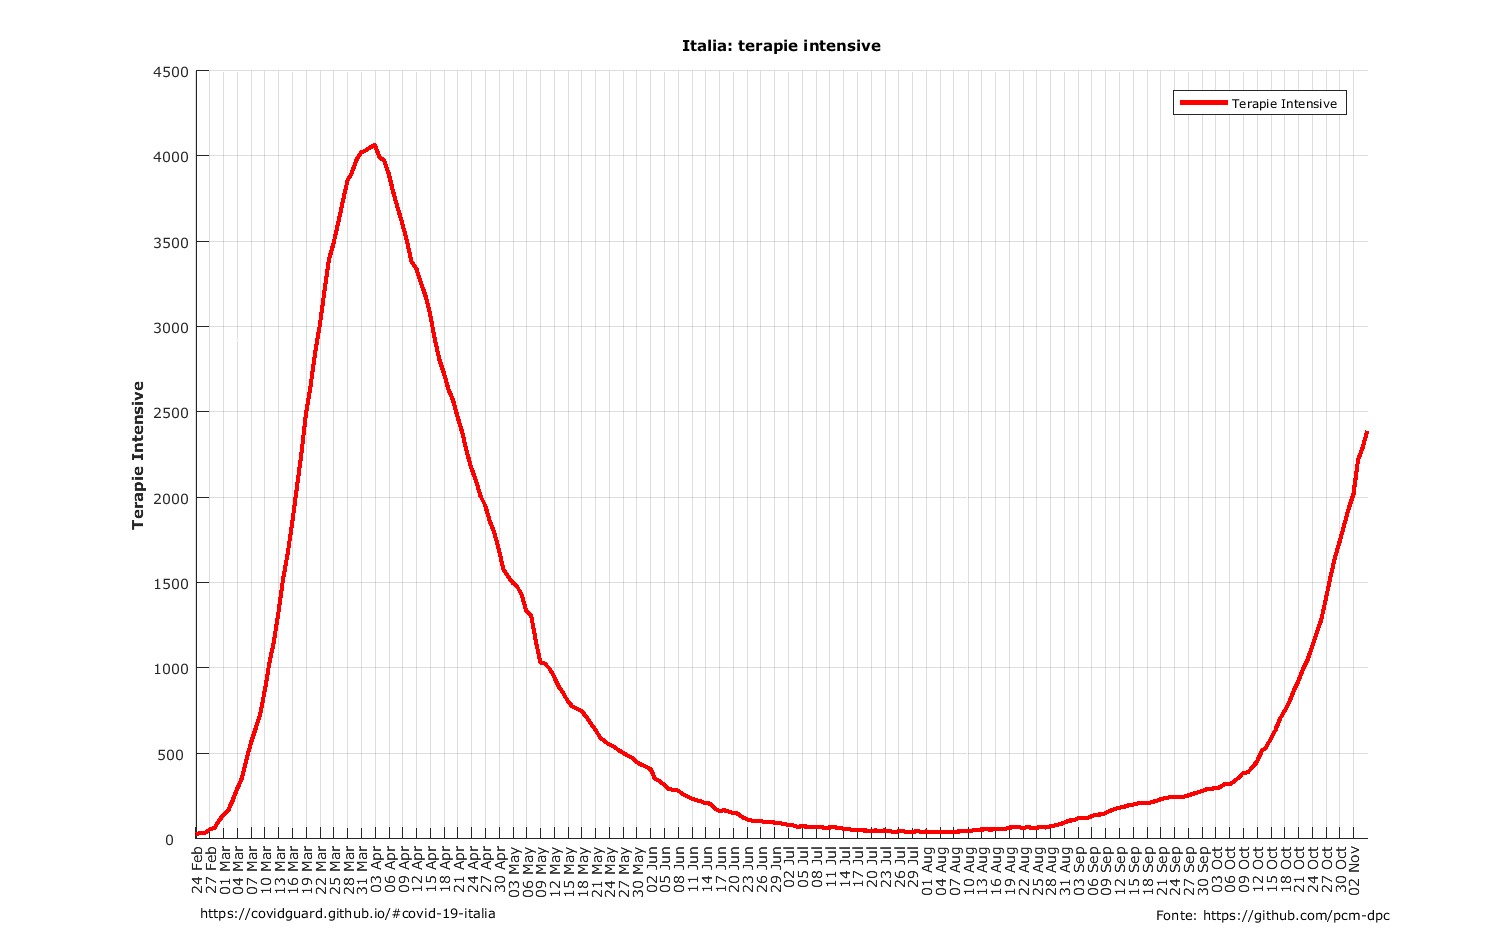 Italia: terapie intensive
Terapie Intensive
4500
4000
3500
3000
2500
2000
1500
1000
500
0
Terapie Intensive
24 Feb
27 Feb
01 Mar
04 Mar
07 Mar
10 Mar
13 Mar
16 Mar
19 Mar
22 Mar
25 Mar
28 Mar
31 Mar
03 Apr
06 Apr
09 Apr
12 Apr
15 Apr
18 Apr
21 Apr
24 Apr
27 Apr
30 Apr
03 May
06 May
09 May
12 May
15 May
18 May
21 May
24 May
27 May
30 May
02 Jun
05 Jun
08 Jun
11 Jun
14 Jun
17 Jun
20 Jun
23 Jun
26 Jun
29 Jun
02 Jul
05 Jul
08 Jul
11 Jul
14 Jul
17 Jul
20 Jul
23 Jul
26 Jul
29 Jul
01 Aug
04 Aug
07 Aug
10 Aug
13 Aug
16 Aug
19 Aug
22 Aug
25 Aug
28 Aug
31 Aug
03 Sep
06 Sep
09 Sep
12 Sep
15 Sep
18 Sep
21 Sep
24 Sep
27 Sep
30 Sep
03 Oct
06 Oct
09 Oct
12 Oct
15 Oct
18 Oct
21 Oct
24 Oct
27 Oct
30 Oct
02 Nov
https://covidguard.github.io/#covid-19-italia
Fonte: https://github.com/pcm-dpc